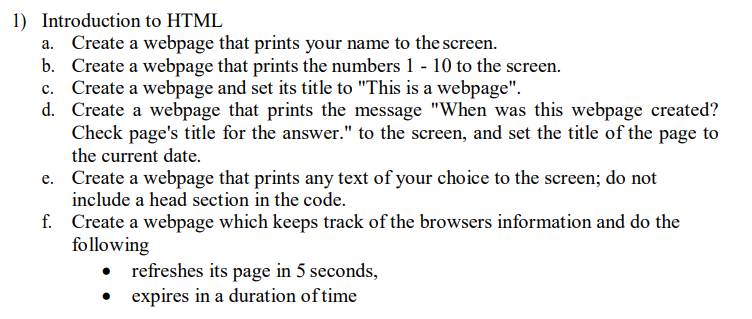 1) Introduction to HTML
a. Create a webpage that prints your name to the screen.
b. Create a webpage that prints the numbers 1 - 10 to the screen.
c. Create a webpage and set its title to "This is a webpage".
d. Create a webpage that prints the message "When was this webpage created?
Check page's title for the answer." to the screen, and set the title of the page to
the current date.
e. Create a webpage that prints any text of your choice to the screen; do not
include a head section in the code.
f. Create a webpage which keeps track of the browsers information and do the
following
• refreshes its page in 5 seconds,
• expires in a duration of time